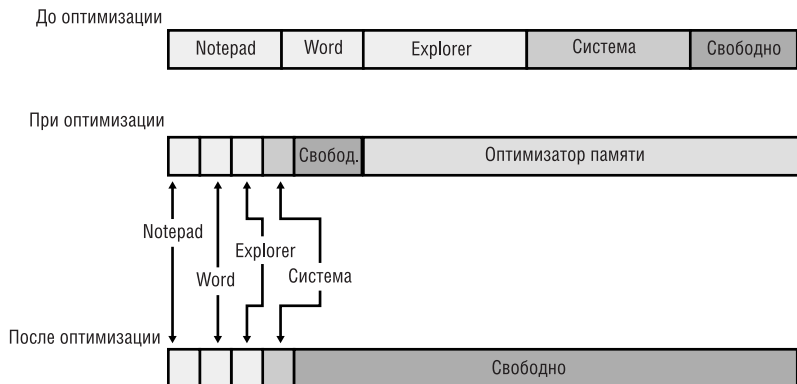 До оптимизации
Notepad Word Explorer Система Свободно
При оптимизации
Свобод. Оптимизатор памяти
Notepad
Explorer
Word
Система
После оптимизации
Свободно